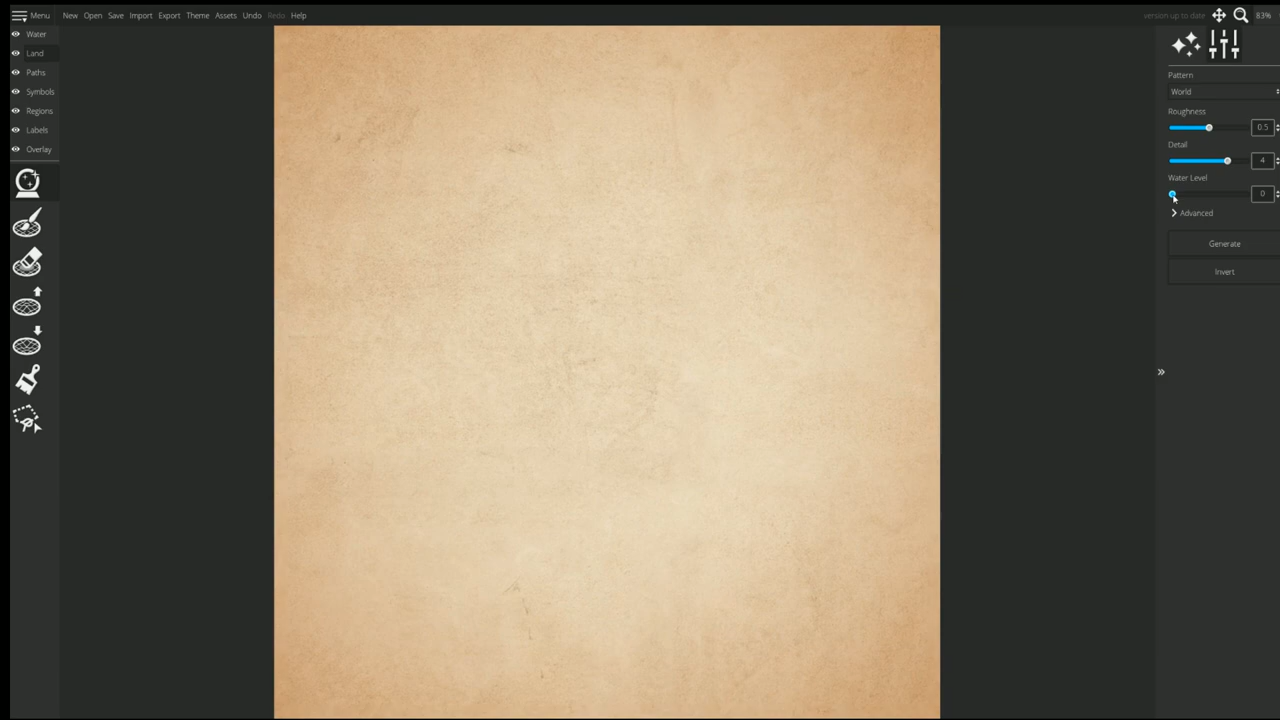 Menu New Open Save Import Export Theme Assets Undo Redo Help version up to date 83%
Water
Land
Paths
Symbols
Regions
Labels
Overlay
Pattern
World
Roughness
0.5
Detail
4
Water Level
0
Advanced
Generate
Invert